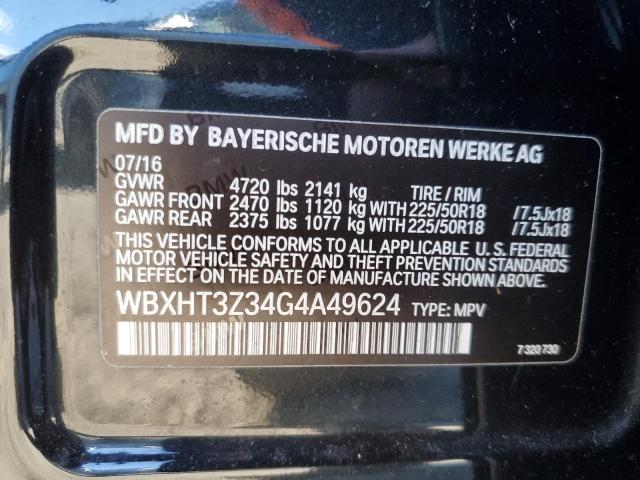 MFD BY BAYERISCHE MOTOREN WERKE AG
07/16
GVWR 4720 lbs 2141 kg TIRE / RIM
GAWR FRONT 2470 lbs 1120 kg WITH 225/50R18 /7.5Jx18
GAWR REAR 2375 lbs 1077 kg WITH 225/50R18 /7.5Jx18
THIS VEHICLE CONFORMS TO ALL APPLICABLE U.S. FEDERAL
MOTOR VEHICLE SAFETY AND THEFT PREVENTION STANDARDS
IN EFFECT ON THE DATE OF MANUFACTURE SHOWN ABOVE.
WBXHT3Z34G4A49624 TYPE: MPV
7 320 730